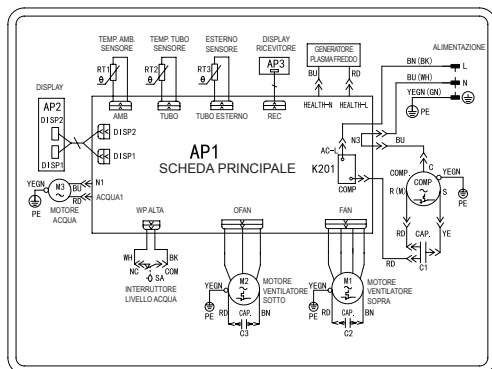 TEMP. AMB. SENSORE
TEMP. TUBO SENSORE
ESTERNO SENSORE
DISPLAY RICEVITORE
GENERATORE PLASMA FREDDO
ALIMENTAZIONE
RT1 θ
RT2 θ
RT3 θ
AP3
BU RD
BN(BK) L
BU(WH) N
YEGN(GN)
PE
DISPLAY
AP2
DISP2
DISP1
DISP2
DISP1
AMB
TUBO
TUBO ESTERNO
REC
HEALTH-N
HEALTH-L
AP1
SCHEDA PRINCIPALE
AC-L
K201
COMP
N3
BU
C
COMP.
COMP
YEGN
PE
R(M)
S
RD
CAP.
YE
C1
RD
YEGN
M3
PE
MOTORE ACQUA
BU
RD
N1
ACQUA1
WP ALTA
OFAN
FAN
WH
BK
NC
COM
SA
INTERRUTTORE LIVELLO ACQUA
YEGN
PE
M2
MOTORE VENTILATORE SOTTO
RD
CAP.
BN
C3
YEGN
PE
M1
MOTORE VENTILATORE SOPRA
RD
CAP.
BN
C2